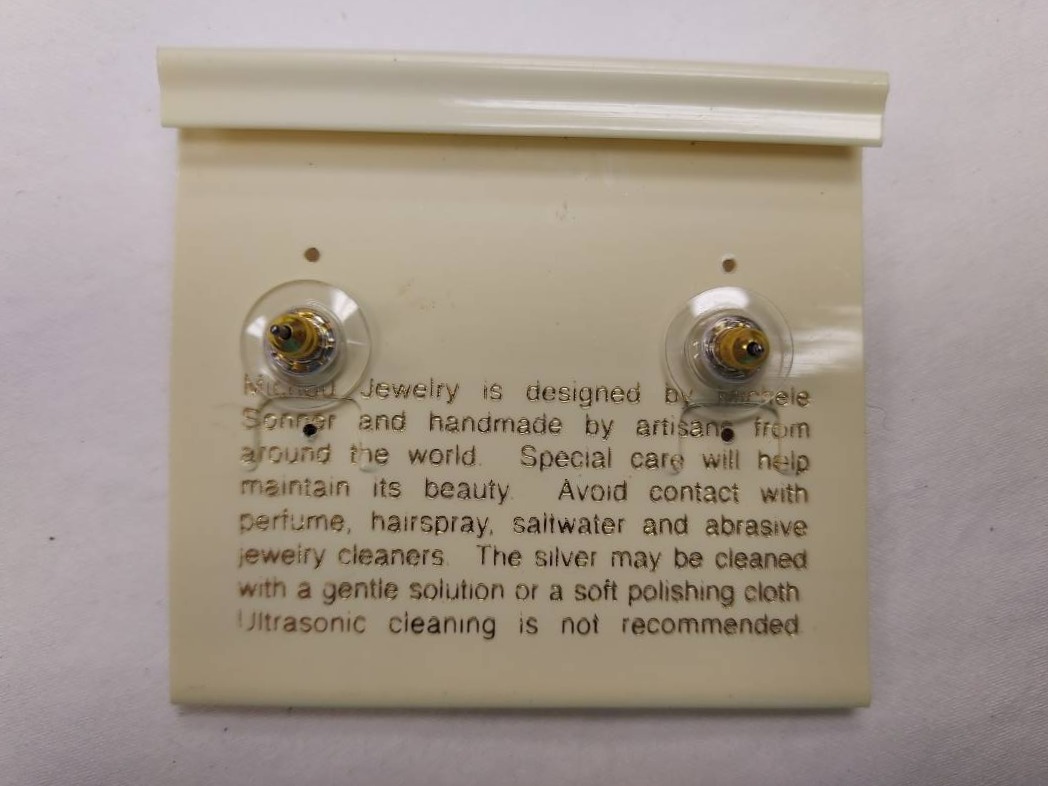 Michou Jewelry is designed by Michele
Sonner and handmade by artisans from
around the world. Special care will help
maintain its beauty. Avoid contact with
perfume, hairspray, saltwater and abrasive
jewelry cleaners. The silver may be cleaned
with a gentle solution or a soft polishing cloth
Ultrasonic cleaning is not recommended